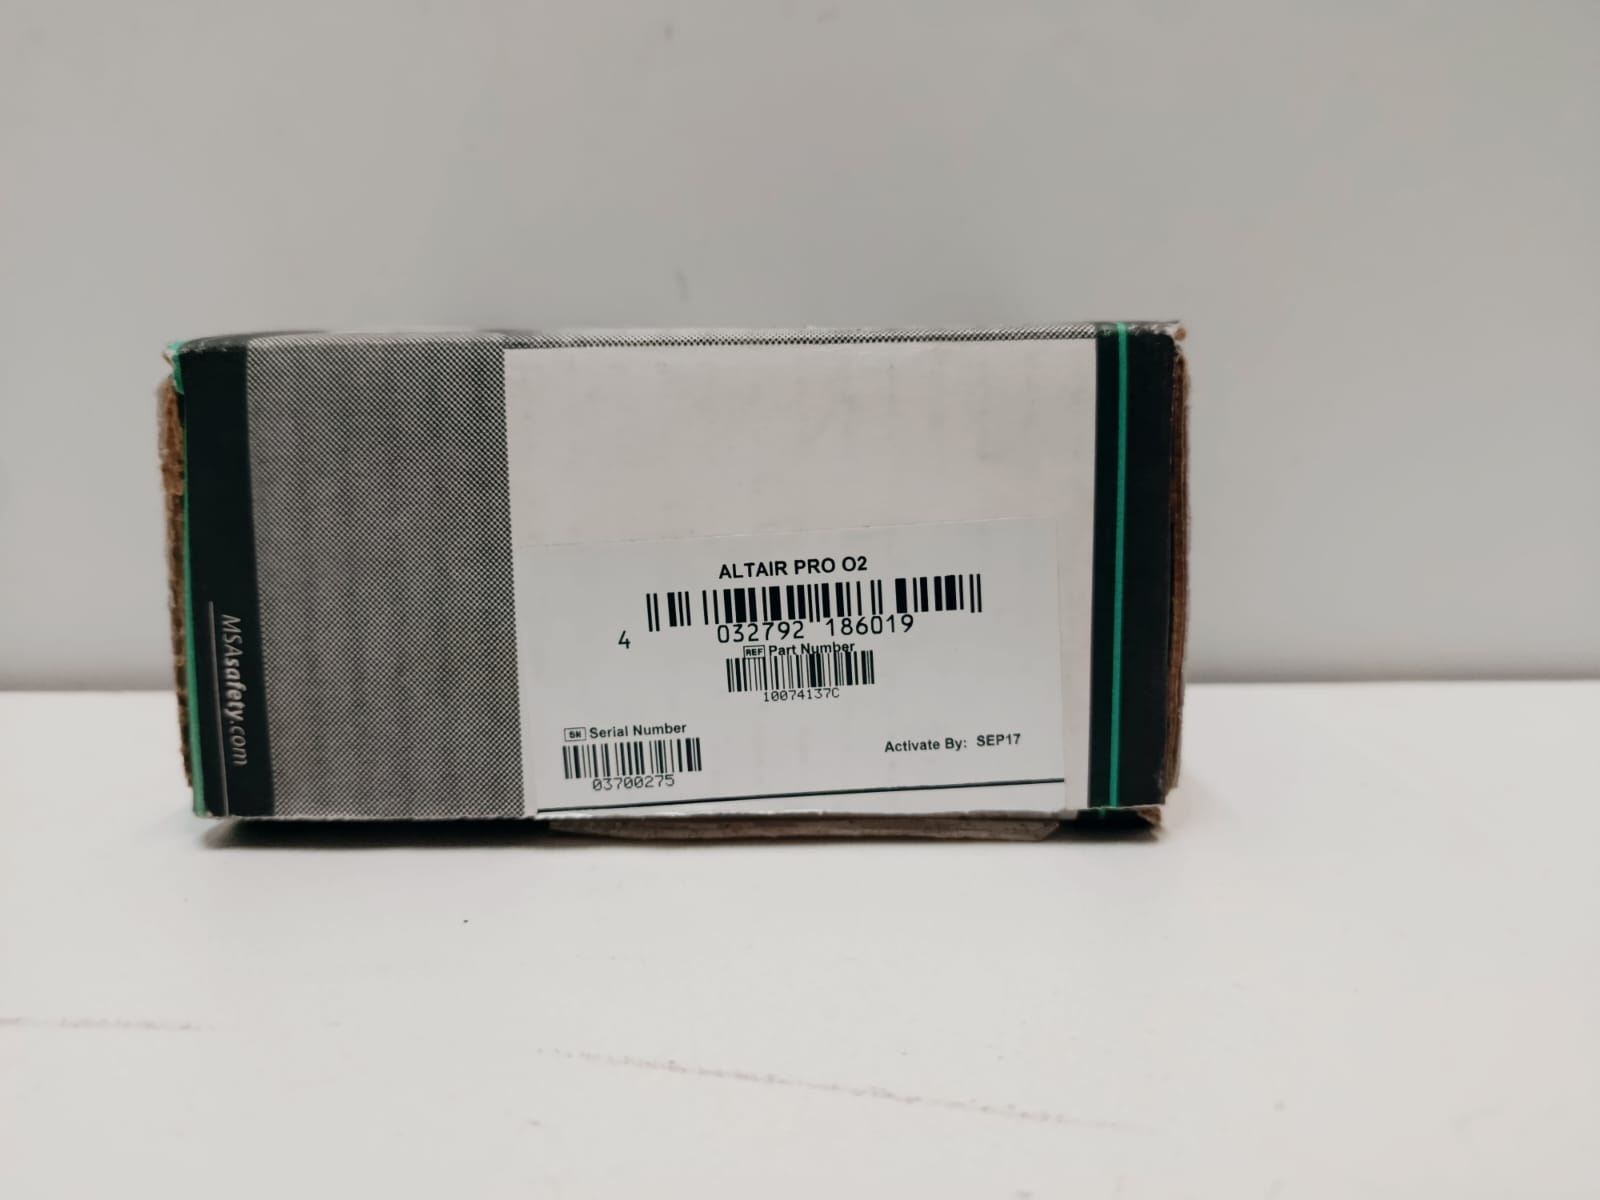 MSAsafety.com
ALTAIR PRO O2
4 032792 186019
REF Part Number
10074137C
SN Serial Number
03700275
Activate By: SEP17